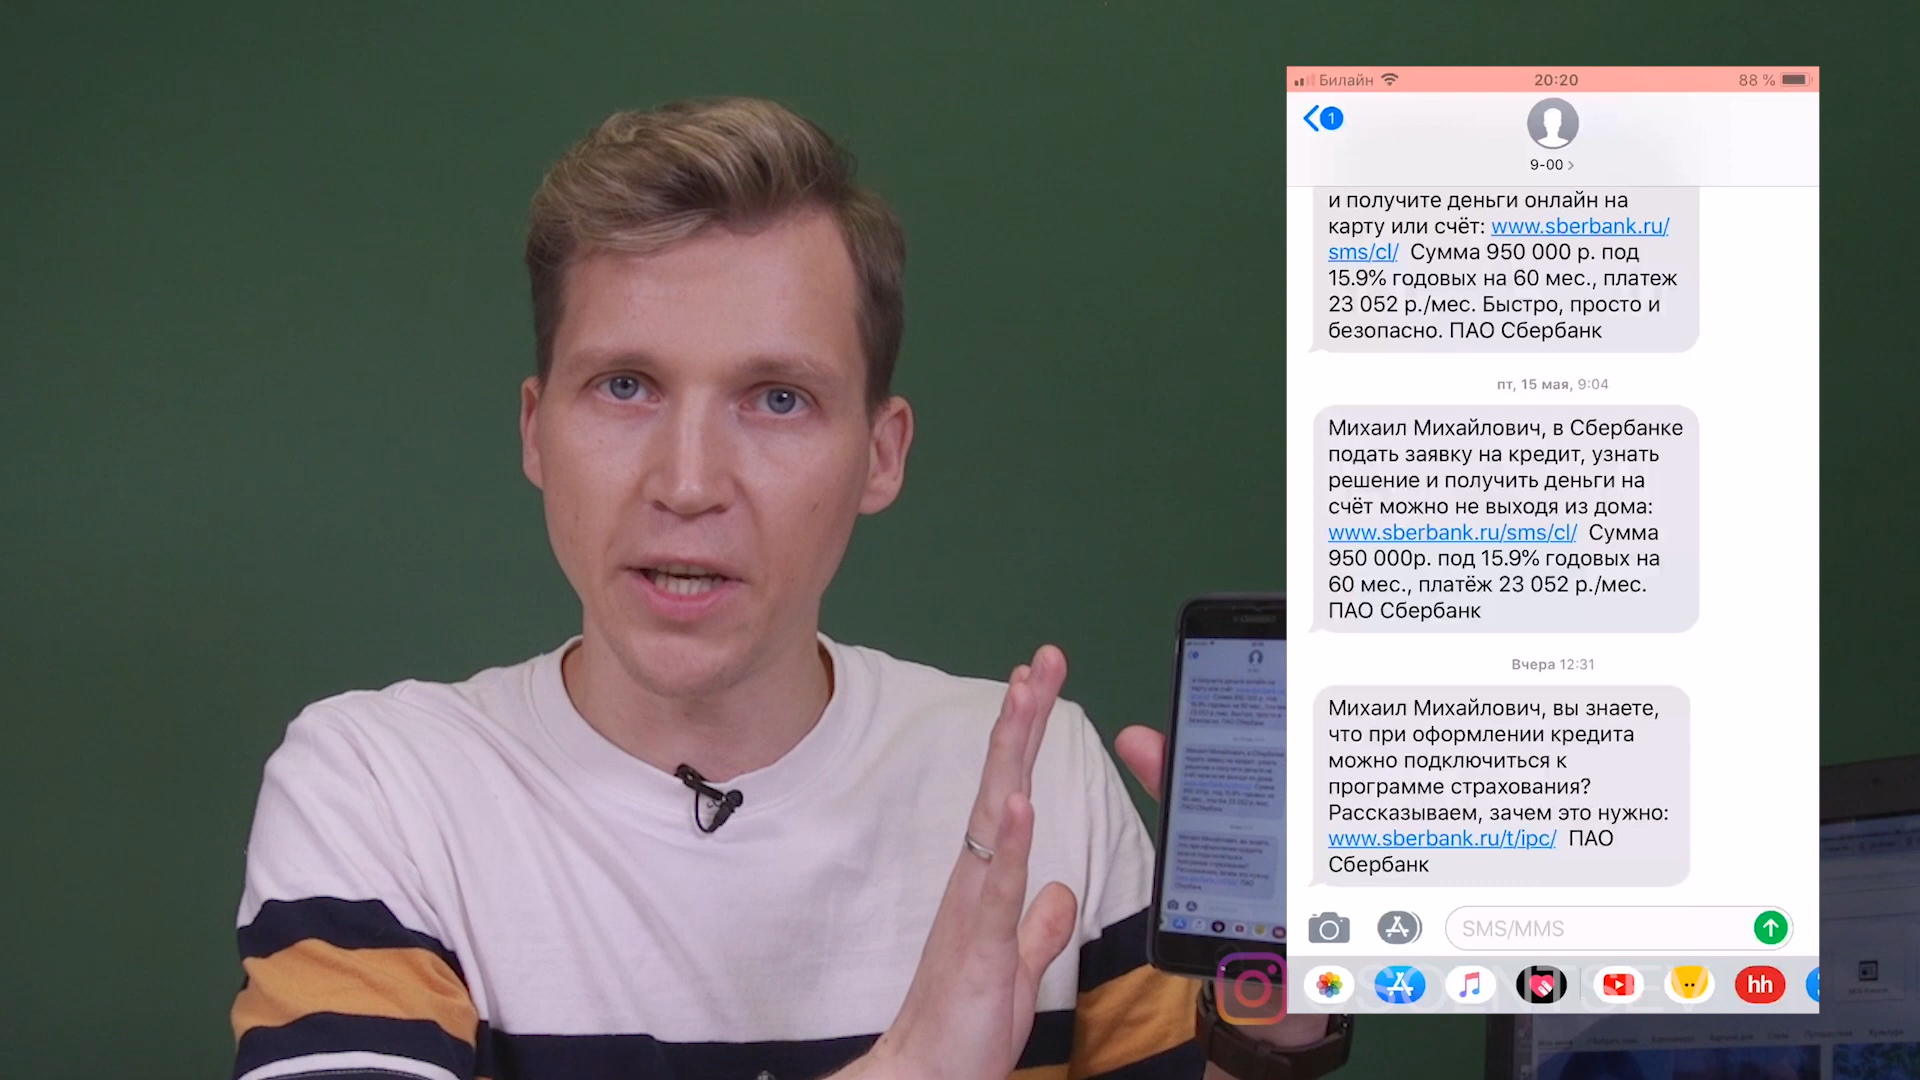 Билайн
20:20
88 %
1
9-00
и получите деньги онлайн на
карту или счёт: www.sberbank.ru/
sms/cl/ Сумма 950 000 р. под
15.9% годовых на 60 мес., платеж
23 052 р./мес. Быстро, просто и
безопасно. ПАО Сбербанк
пт, 15 мая, 9:04
Михаил Михайлович, в Сбербанке
подать заявку на кредит, узнать
решение и получить деньги на
счёт можно не выходя из дома:
www.sberbank.ru/sms/cl/ Сумма
950 000р. под 15.9% годовых на
60 мес., платёж 23 052 р./мес.
ПАО Сбербанк
Вчера 12:31
Михаил Михайлович, вы знаете,
что при оформлении кредита
можно подключиться к
программе страхования?
Рассказываем, зачем это нужно:
www.sberbank.ru/t/ipc/ ПАО
Сбербанк
SMS/MMS
hh